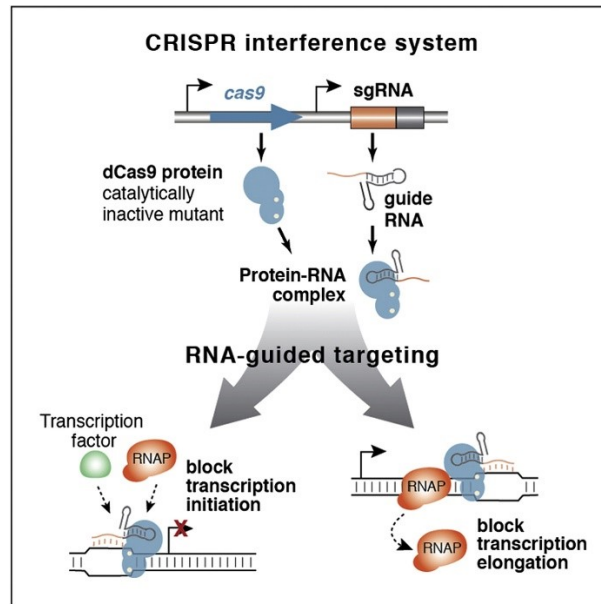 CRISPR interference system
cas9
sgRNA
dCas9 protein
catalytically
inactive mutant
guide
RNA
Protein-RNA
complex
RNA-guided targeting
Transcription
factor
RNAP
block
transcription
initiation
RNAP
RNAP
block
transcription
elongation